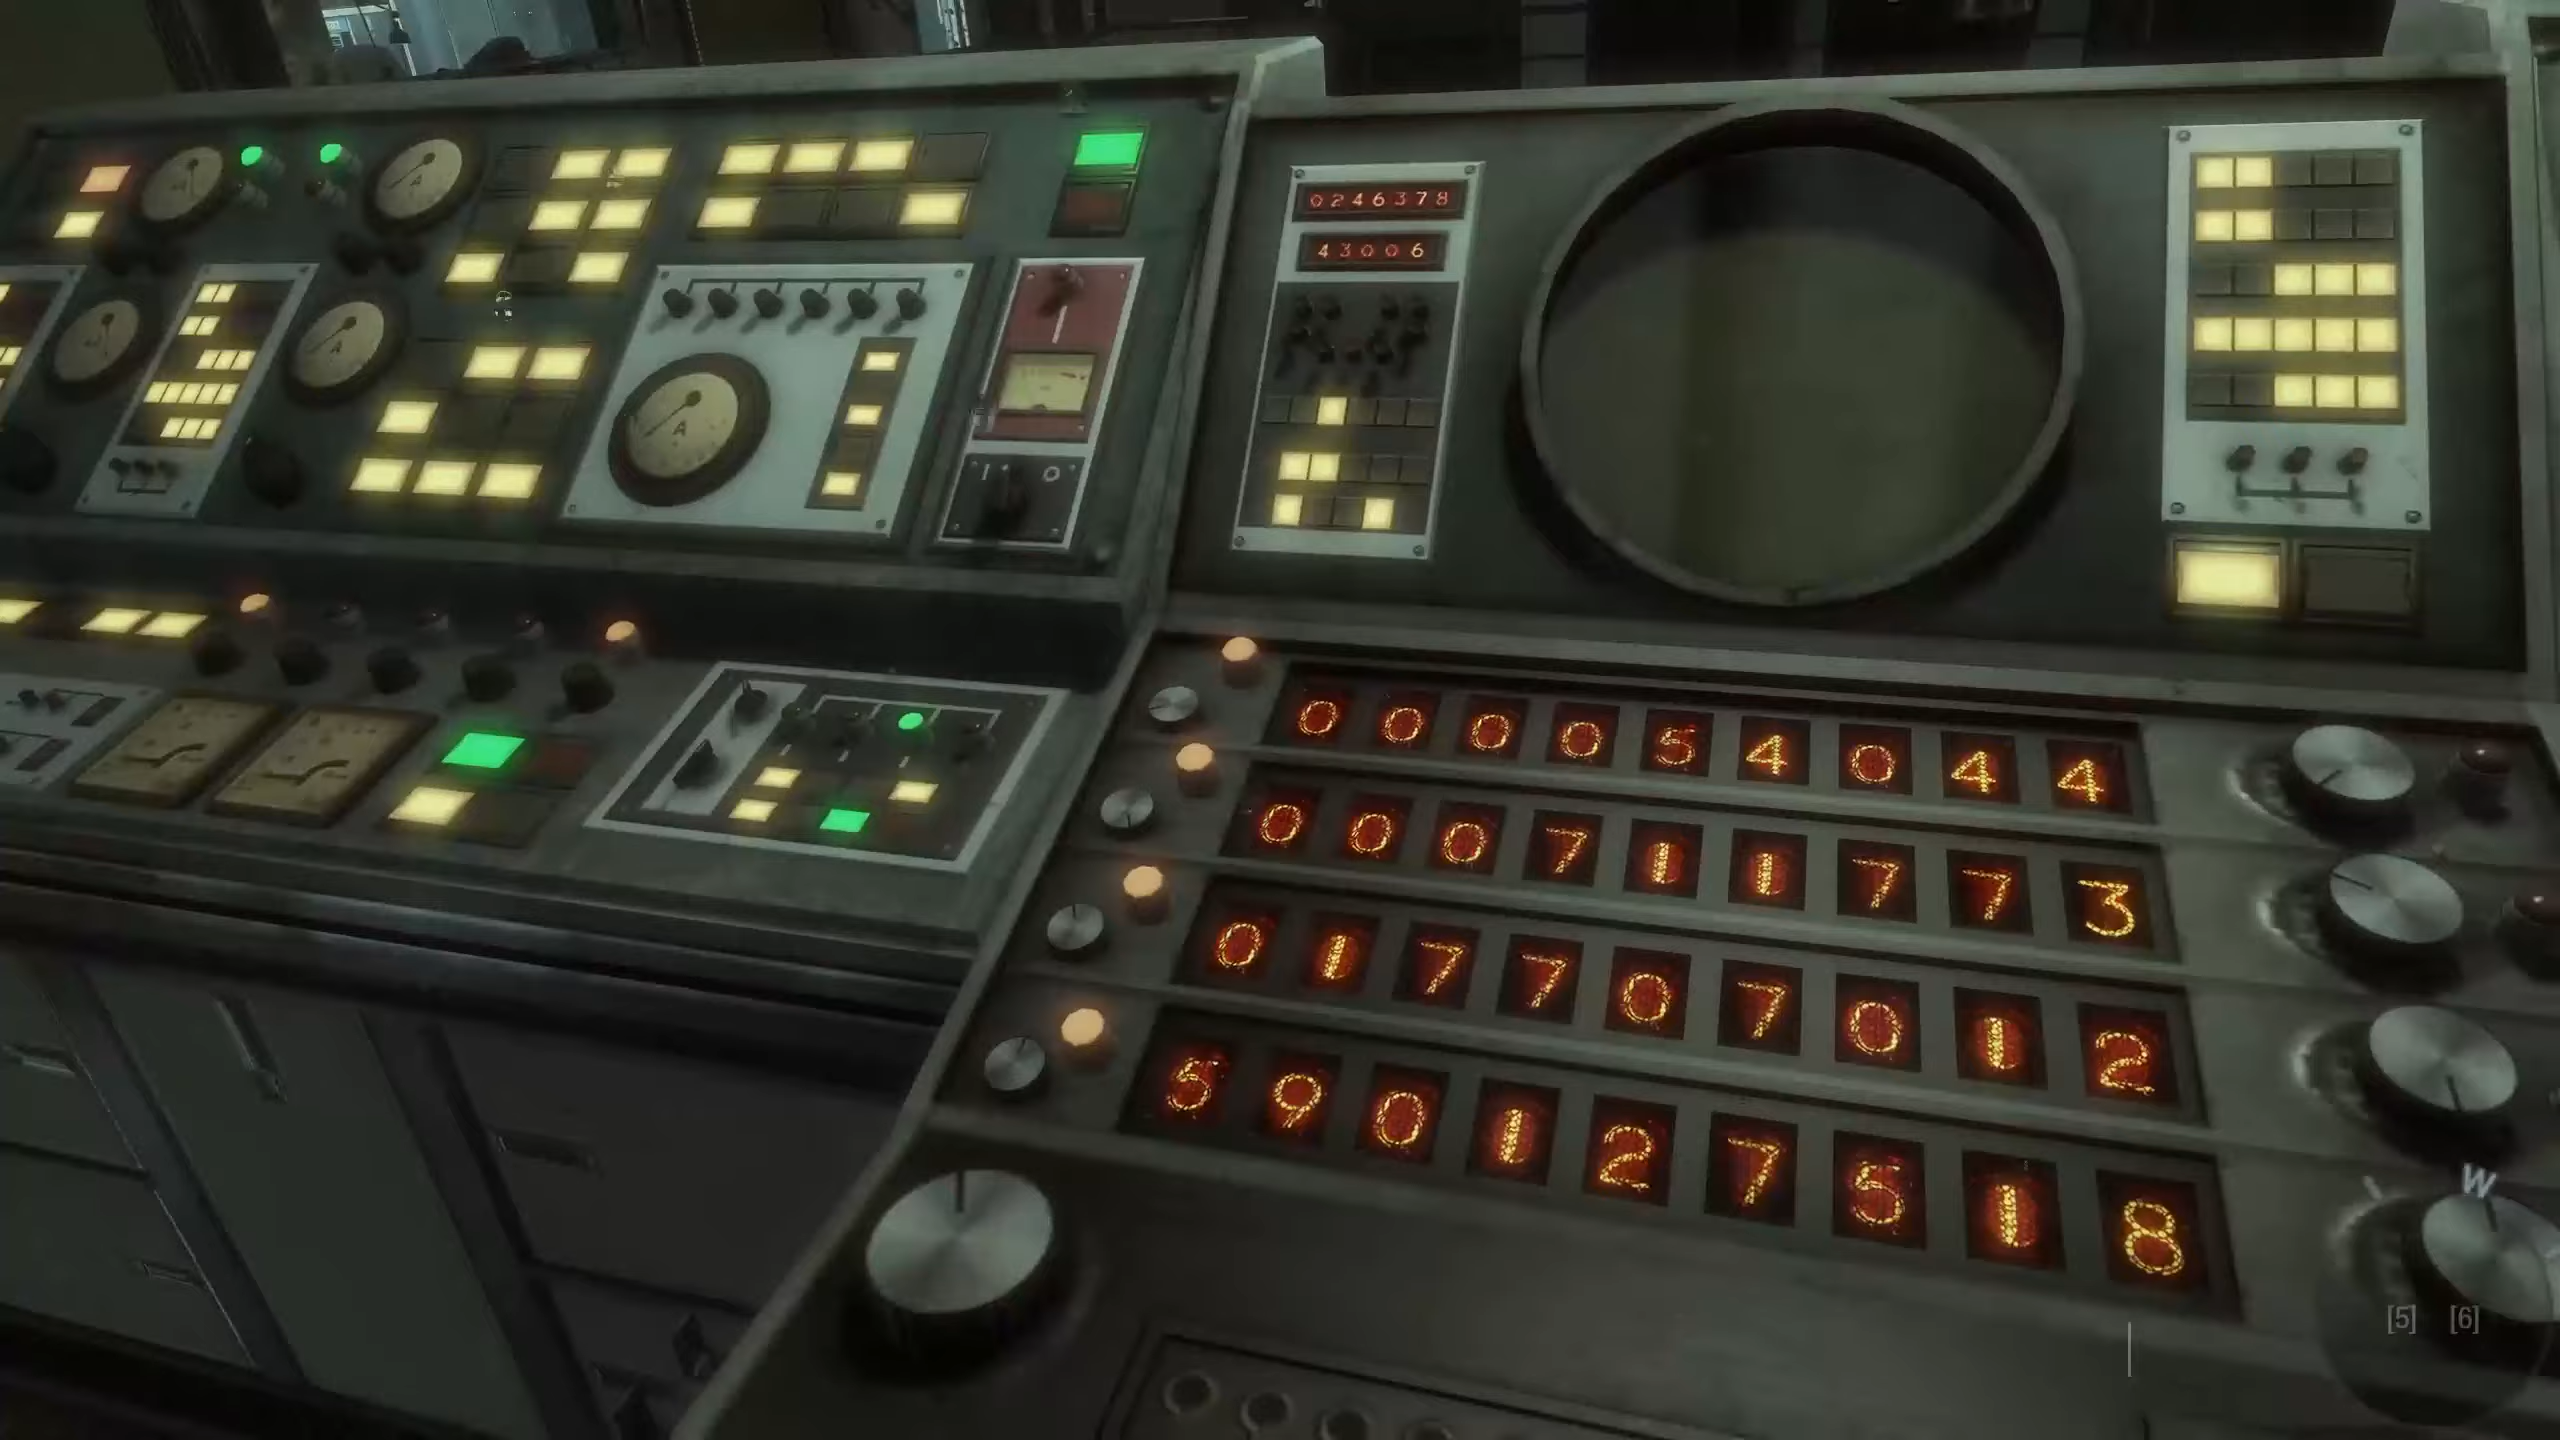 A
A
A
I O
0246378
43006
000054044
000711773
017707012
590127518
W
[5] [6]